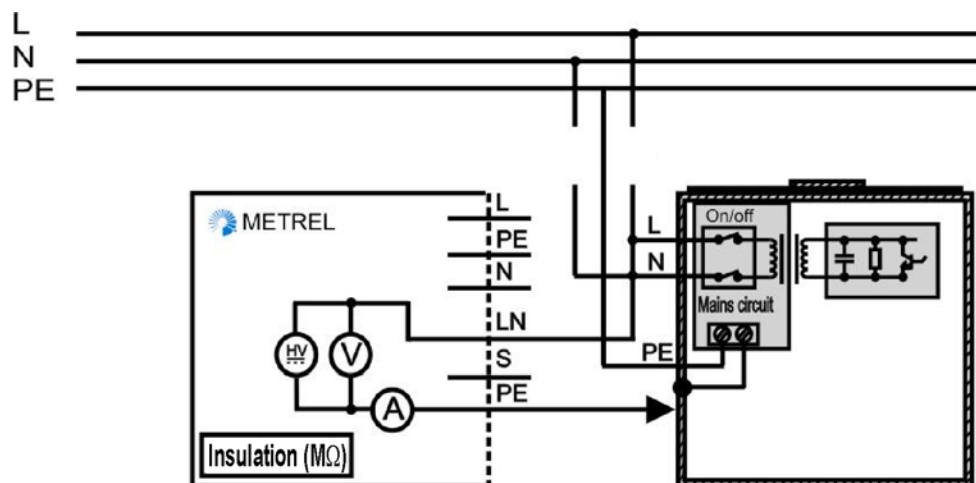 L
N
PE
METREL
L
PE
N
LN
S
PE
HV
V
A
Insulation (MΩ)
L
N
PE
On/off
Mains circuit